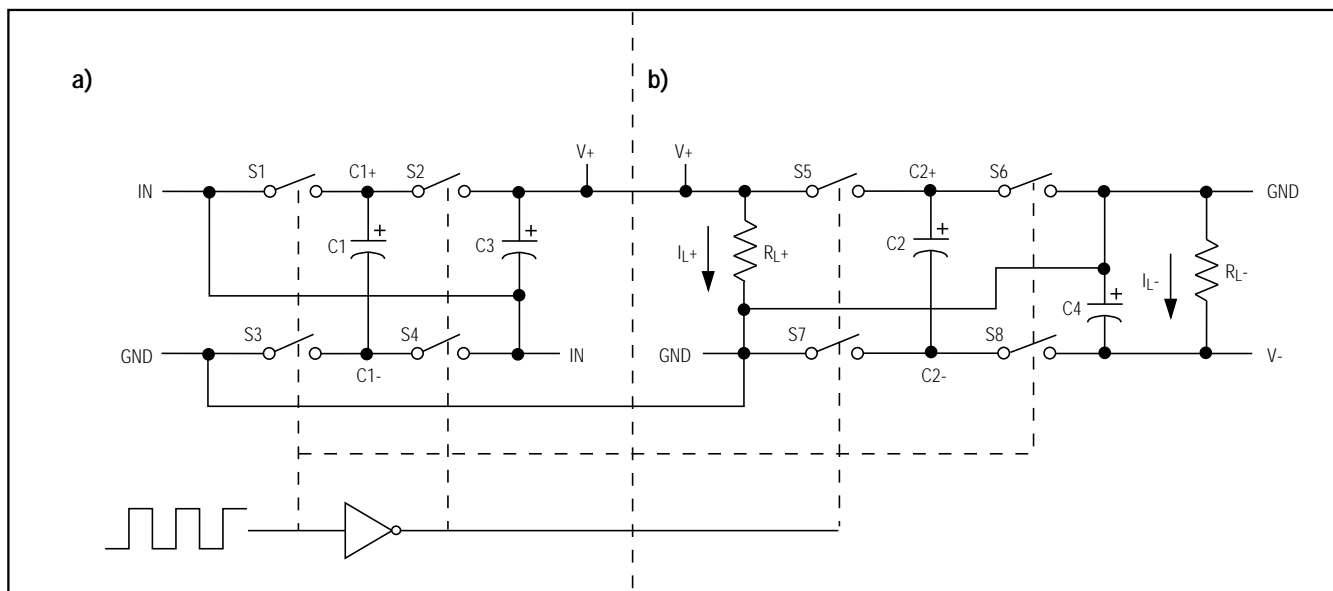 a)
b)
V+
V+
S1
C1+
S2
S5
C2+
S6
IN
GND
+
C1
+
C3
IL+
RL+
+
C2
+
C4
IL-
RL-
S3
S4
S7
S8
GND
C1-
IN
GND
C2-
V-